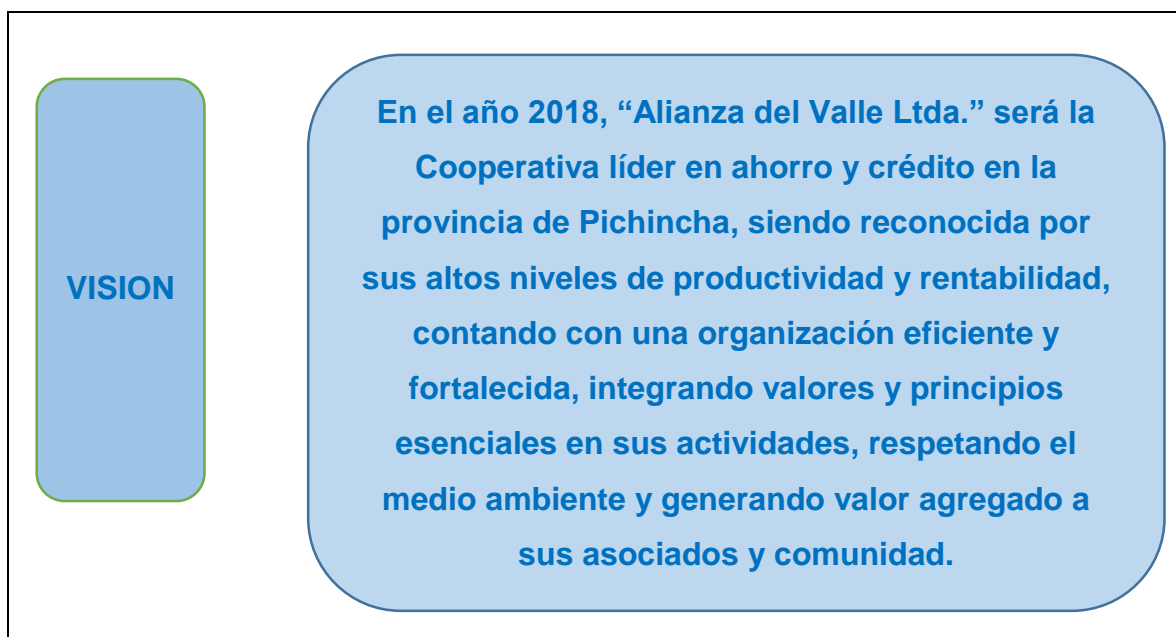 VISION
En el año 2018, “Alianza del Valle Ltda.” será la
Cooperativa líder en ahorro y crédito en la
provincia de Pichincha, siendo reconocida por
sus altos niveles de productividad y rentabilidad,
contando con una organización eficiente y
fortalecida, integrando valores y principios
esenciales en sus actividades, respetando el
medio ambiente y generando valor agregado a
sus asociados y comunidad.